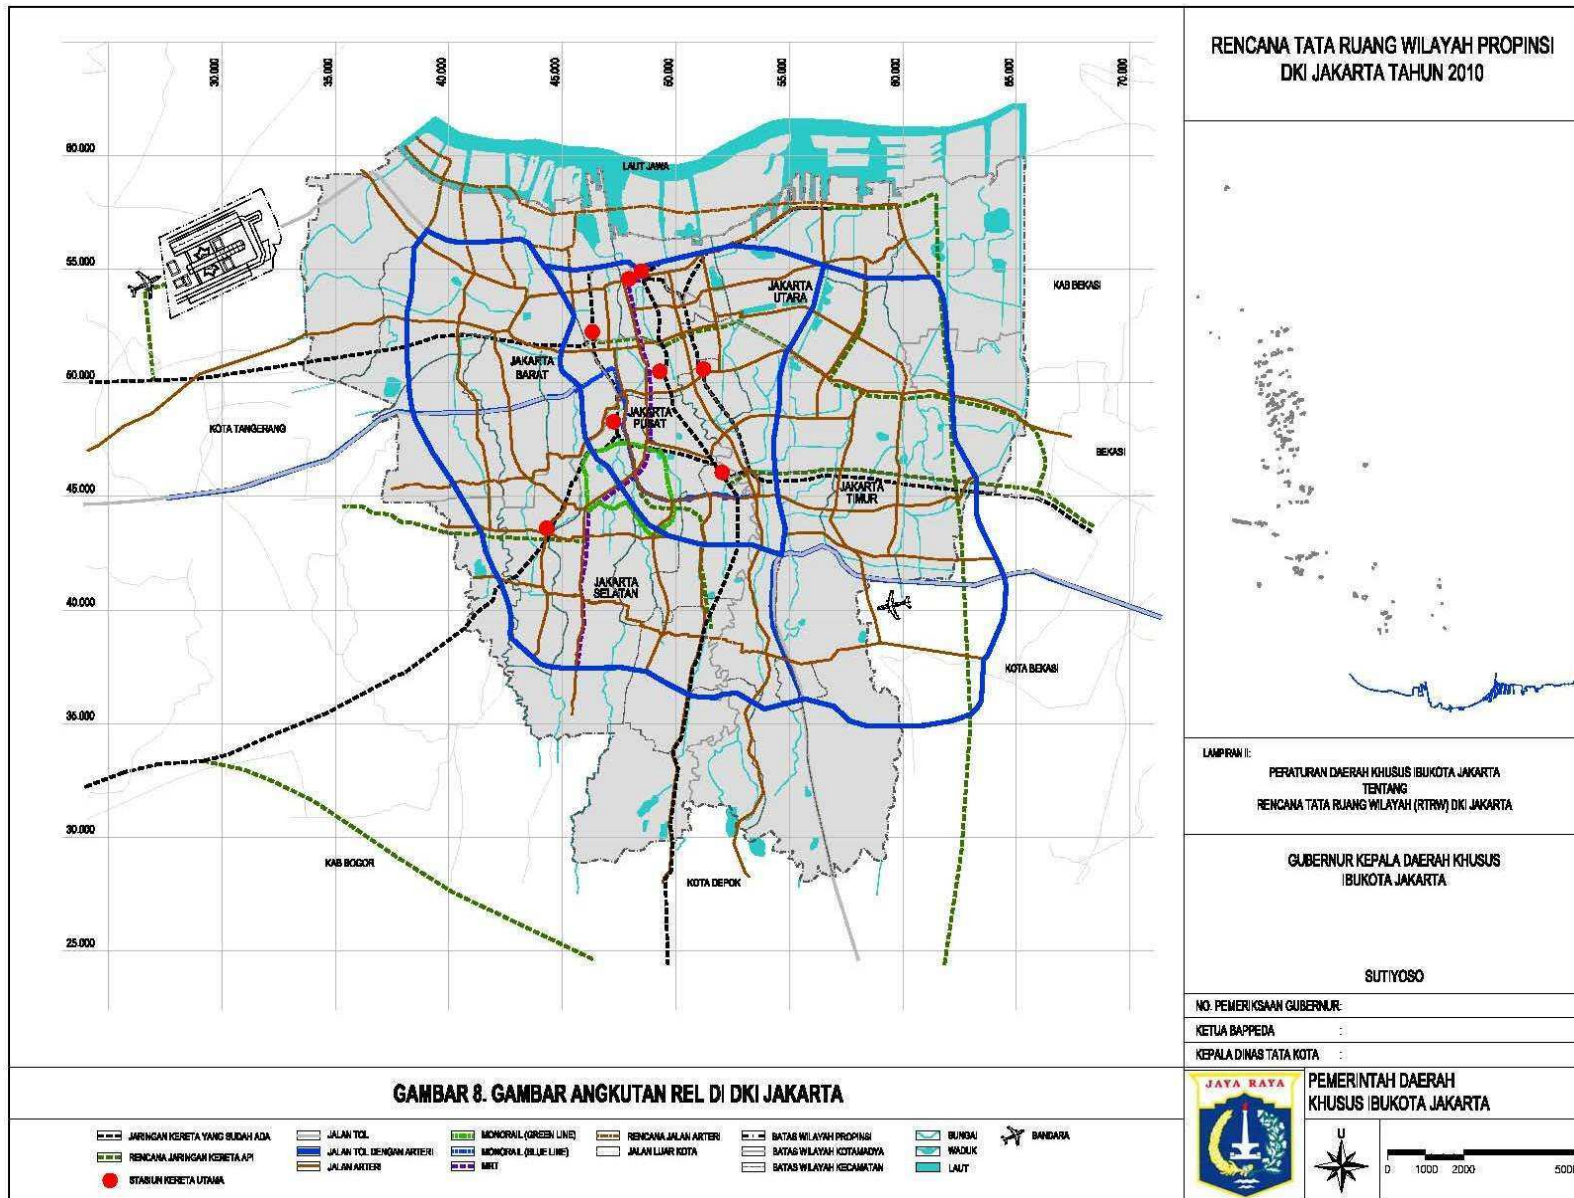 RENCANA TATA RUANG WILAYAH PROPINSI
DKI JAKARTA TAHUN 2010
30.000
35.000
40.000
45.000
50.000
55.000
60.000
65.000
70.000
60.000
55.000
60.000
45.000
40.000
35.000
30.000
25.000
LAUT JAWA
JAKARTA
UTARA
KAB BEKASI
JAKARTA
BARAT
JAKARTA
PUSAT
KOTA TANGERANG
BEKASI
JAKARTA
TIMUR
JAKARTA
SELATAN
KOTA BEKASI
KAB BOGOR
KOTA DEPOK
LAMPIRAN II:
PERATURAN DAERAH KHUSUS IBUKOTA JAKARTA
TENTANG
RENCANA TATA RUANG WILAYAH (RTRW) DKI JAKARTA
GUBERNUR KEPALA DAERAH KHUSUS
IBUKOTA JAKARTA
SUTIYOSO
NO. PEMERIKSAAN GUBERNUR:
KETUA BAPPEDA :
KEPALA DINAS TATA KOTA :
JAYA RAYA
PEMERINTAH DAERAH
KHUSUS IBUKOTA JAKARTA
U
0 1000 2000
GAMBAR 8. GAMBAR ANGKUTAN REL DI DKI JAKARTA
JARINGAN KERETA YANG SUDAH ADA
RENCANA JARINGAN KERETA API
STASIUN KERETA UTAMA
JALAN TOL
JALAN TOL DENGAN ARTERI
JALAN ARTERI
MONORAIL (GREEN LINE)
MONORAIL (BLUE LINE)
MRT
RENCANA JALAN ARTERI
JALAN LUAR KOTA
BATAS WILAYAH PROPINSI
BATAS WILAYAH KOTAMADYA
BATAS WILAYAH KECAMATAN
SUNGAI
WADUK
LAUT
BANDARA